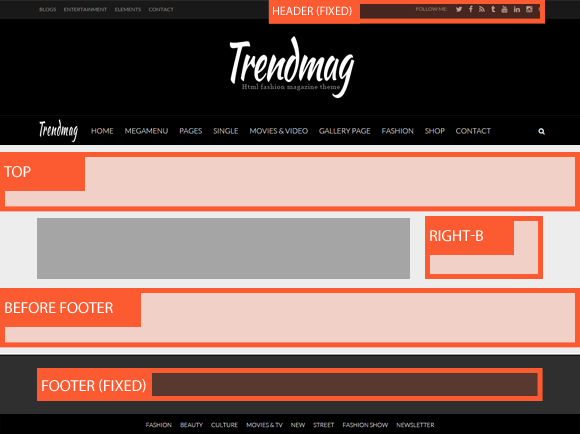 BLOGS ENTERTAINMENT ELEMENTS CONTACT
HEADER (FIXED)
FOLLOW ME:
Trendmag
Html fashion magazine theme
Trendmag HOME MEGAMENU PAGES SINGLE MOVIES & VIDEO GALLERY PAGE FASHION SHOP CONTACT
TOP
RIGHT-B
BEFORE FOOTER
FOOTER (FIXED)
FASHION BEAUTY CULTURE MOVIES & TV NEW STREET FASHION SHOW NEWSLETTER